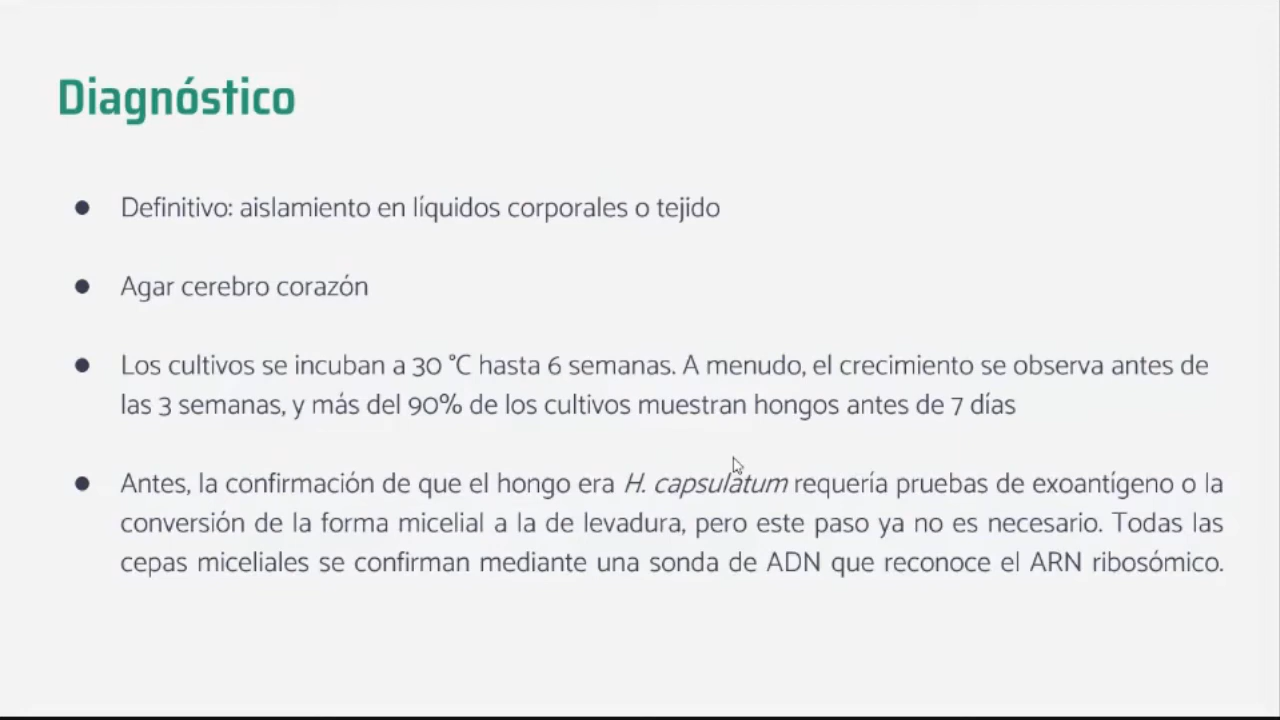 Diagnóstico
● Definitivo: aislamiento en líquidos corporales o tejido
● Agar cerebro corazón
● Los cultivos se incuban a 30 °C hasta 6 semanas. A menudo, el crecimiento se observa antes de
las 3 semanas, y más del 90% de los cultivos muestran hongos antes de 7 días
● Antes, la confirmación de que el hongo era H. capsulatum requería pruebas de exoantígeno o la
conversión de la forma micelial a la de levadura, pero este paso ya no es necesario. Todas las
cepas miceliales se confirman mediante una sonda de ADN que reconoce el ARN ribosómico.